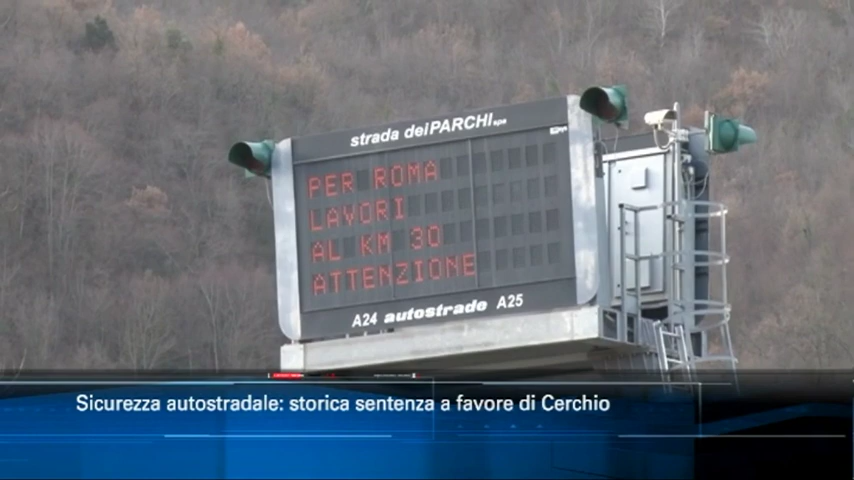 strada dei PARCHI spa
PER ROMA
LAVORI
AL KM 30
ATTENZIONE
A24 autostrade A25
Sicurezza autostradale: storica sentenza a favore di Cerchio